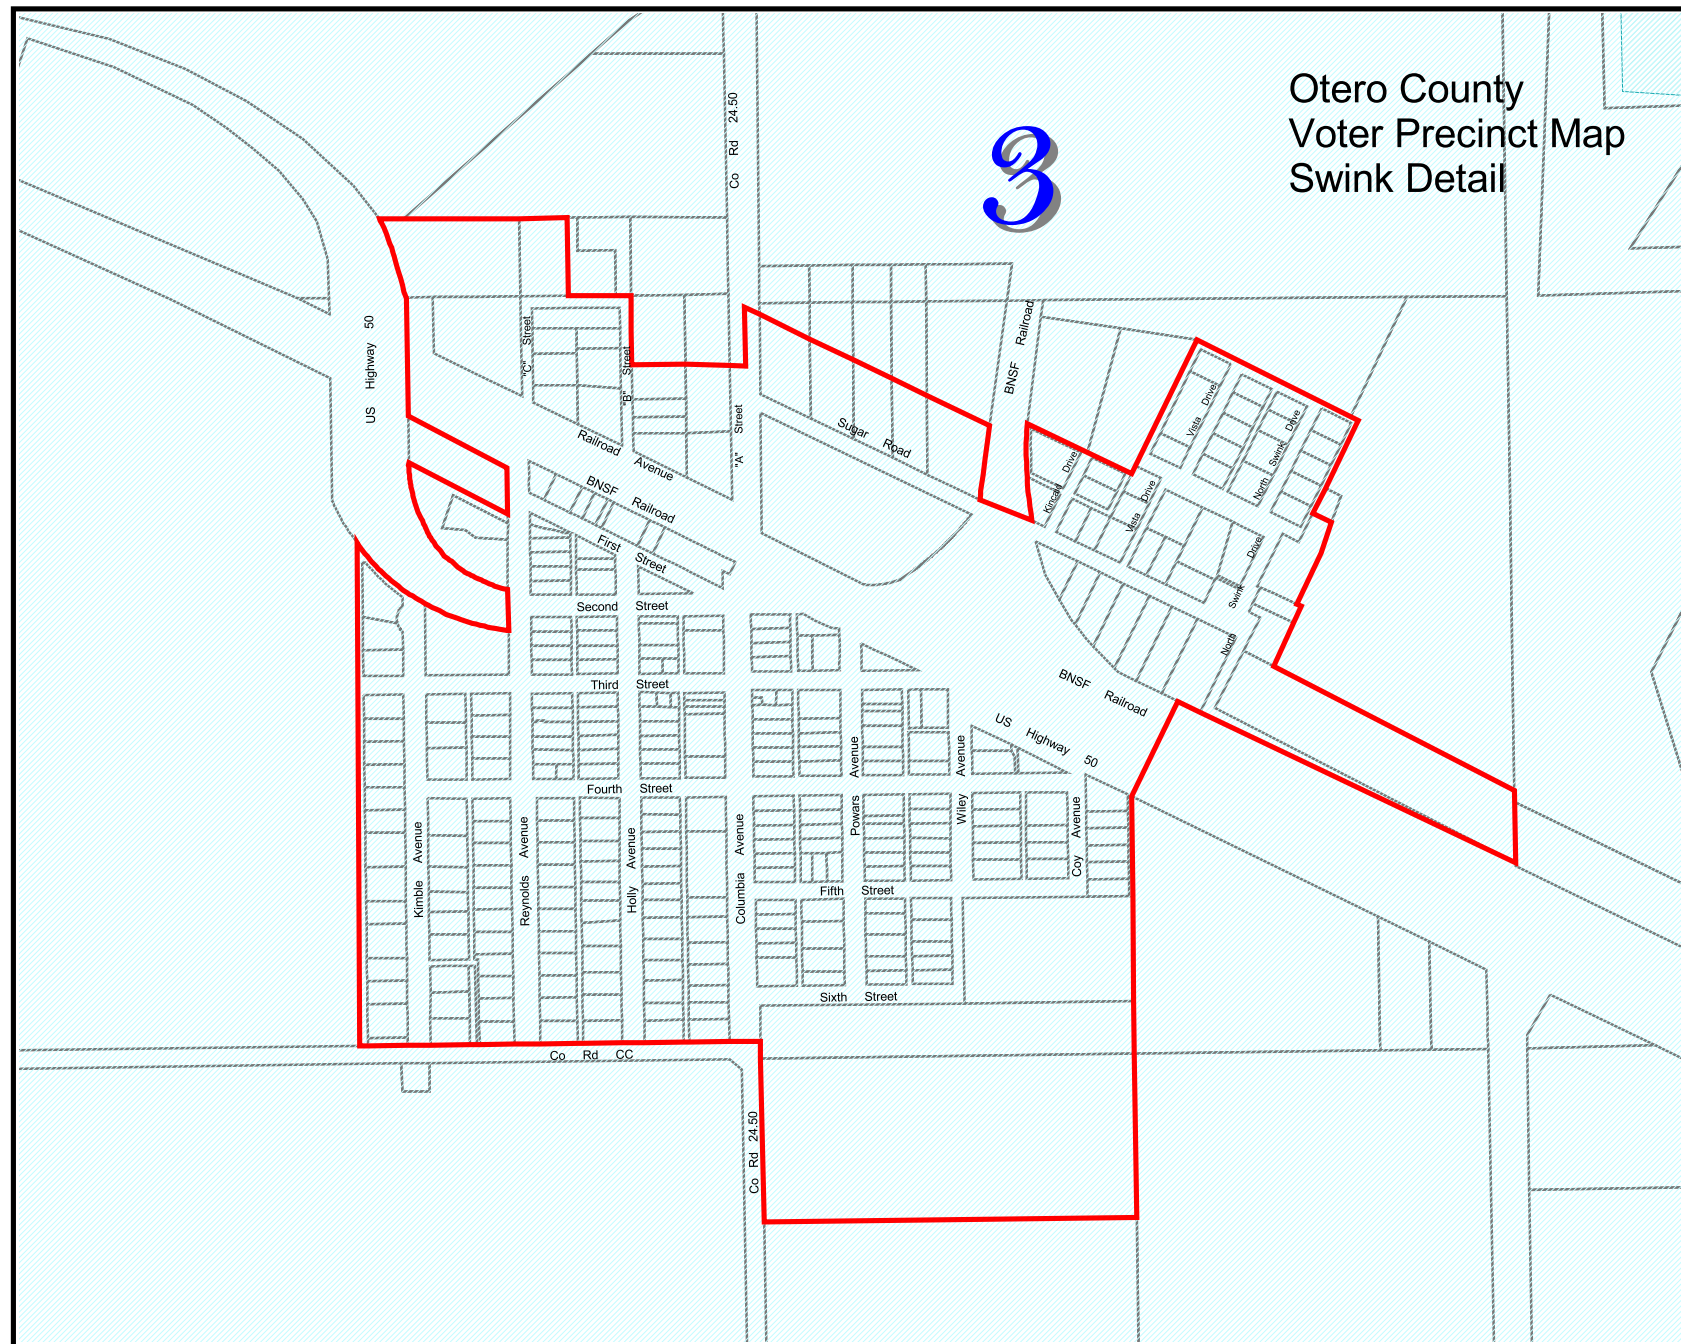 Otero County
Voter Precinct Map
Swink Detail
3
Co Rd 24.50
US Highway 50
"C" Street
"B" Street
"A" Street
Railroad Avenue
BNSF Railroad
First Street
Sugar Road
BNSF Railroad
Kincaid Drive
Vista Drive
Vista Drive
North Swink Drive
North Swink Drive
Second Street
Third Street
BNSF Railroad
US Highway 50
Fourth Street
Kimble Avenue
Reynolds Avenue
Holly Avenue
Columbia Avenue
Powars Avenue
Wiley Avenue
Coy Avenue
Fifth Street
Sixth Street
Co Rd CC
Co Rd 24.50